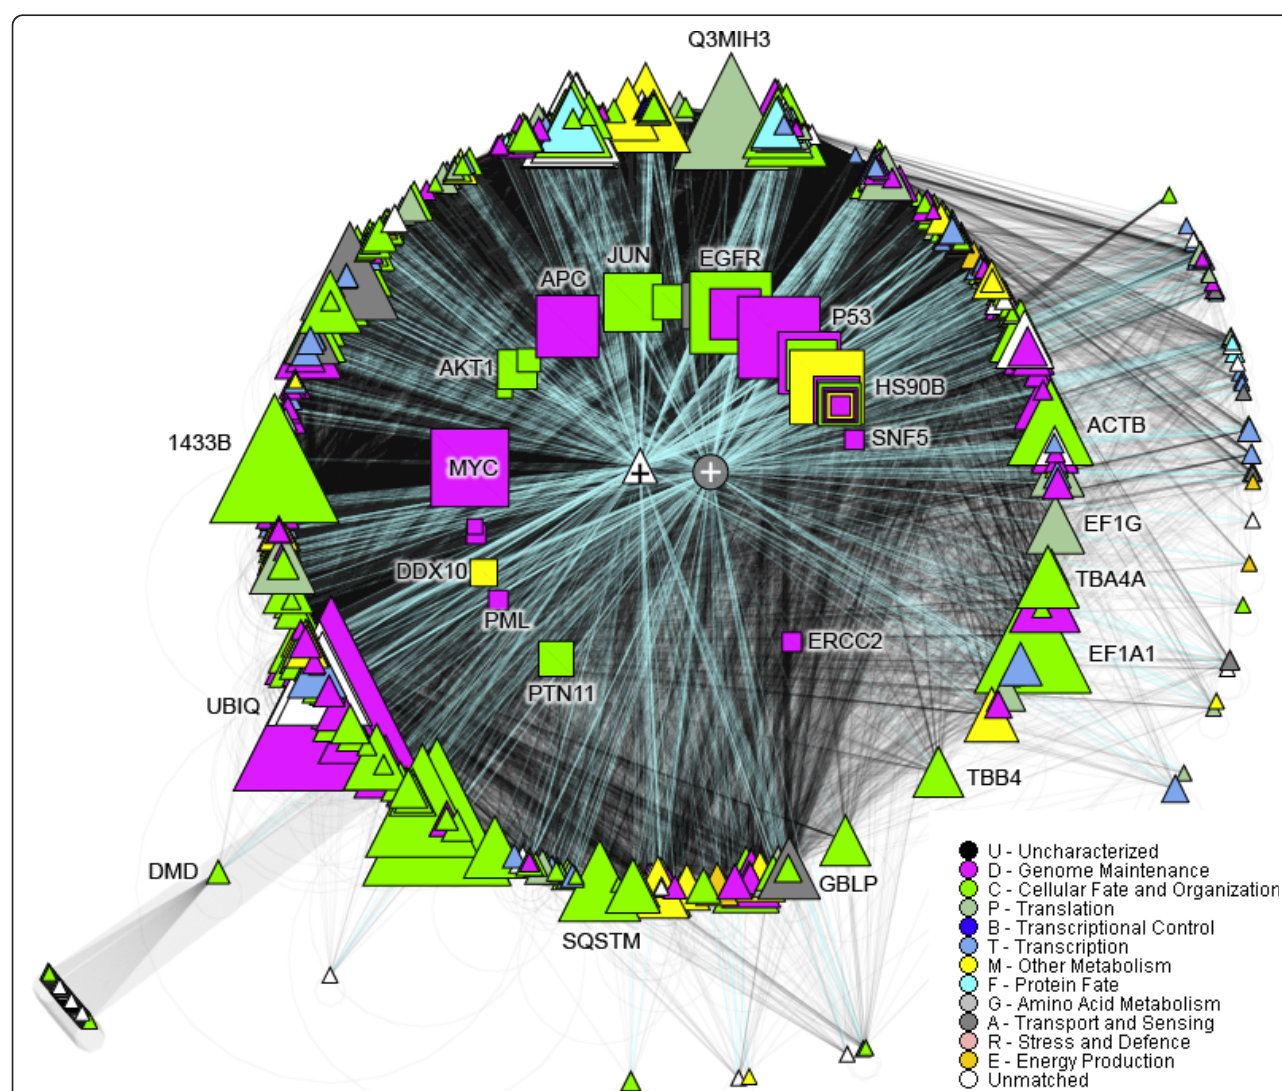 Q3MIH3
JUN
EGFR
APC
P53
AKT1
HS90B
1433B
ACTB
SNF5
MYC
EF1G
DDX10
TBA4A
PML
ERCC2
EF1A1
PTN11
UBIQ
TBB4
DMD
GBLP
SQSTM
U - Uncharacterized
D - Genome Maintenance
C - Cellular Fate and Organization
P - Translation
B - Transcriptional Control
T - Transcription
M - Other Metabolism
F - Protein Fate
G - Amino Acid Metabolism
A - Transport and Sensing
R - Stress and Defence
E - Energy Production
Unmatched